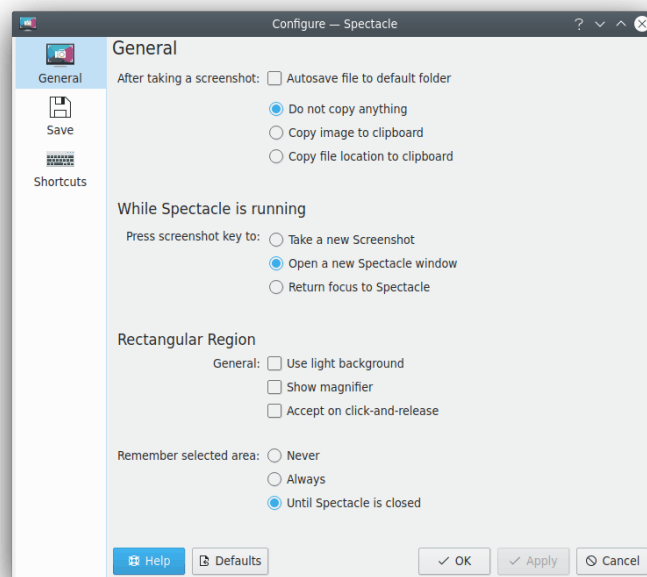 Configure — Spectacle
General
Save
Shortcuts
General
After taking a screenshot: Autosave file to default folder
Do not copy anything
Copy image to clipboard
Copy file location to clipboard
While Spectacle is running
Press screenshot key to: Take a new Screenshot
Open a new Spectacle window
Return focus to Spectacle
Rectangular Region
General: Use light background
Show magnifier
Accept on click-and-release
Remember selected area: Never
Always
Until Spectacle is closed
Help Defaults OK Apply Cancel